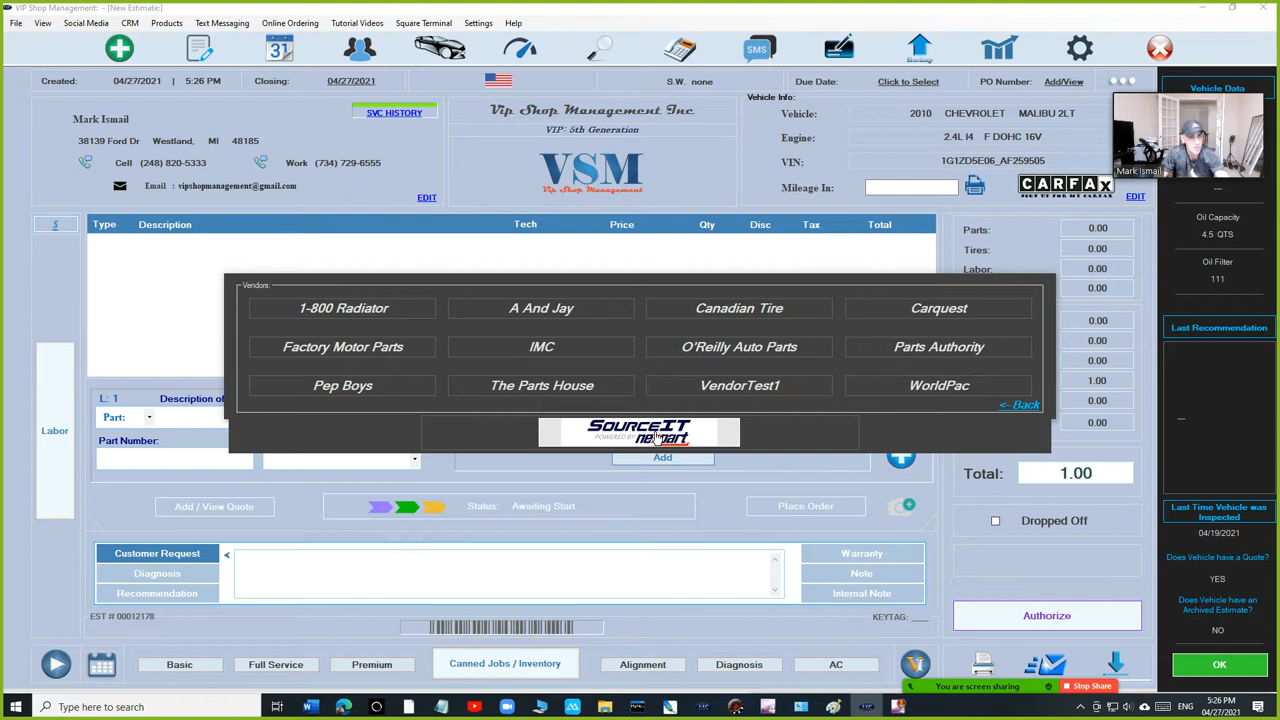 VIP Shop Management: - [New Estimate:]
File View Social Media CRM Products Text Messaging Online Ordering Tutorial Videos Square Terminal Settings Help
31
SMS
Backup
Created: 04/27/2021 | 5:26 PM Closing: 04/27/2021 S.W. none Due Date: Click to Select PO Number: Add/View
Vehicle Data
Mark Ismail
SVC HISTORY
38139 Ford Dr Westland, MI 48185
Cell (248) 820-5333 Work (734) 729-6555
Email : vipshopmanagement@gmail.com
EDIT
Vip Shop Management Inc
VIP: 5th Generation
VSM
Vip Shop Management
Vehicle Info:
Vehicle: 2010 CHEVROLET MALIBU 2LT
Engine: 2.4L I4 F DOHC 16V
VIN: 1G1ZD5E06_AF259505
Mileage In:
CARFAX
SIGN UP FOR MY CARFAX
EDIT
Mark Ismail
---
Oil Capacity
4.5 QTS
Oil Filter
111
Last Recommendation
---
Last Time Vehicle was
Inspected
04/19/2021
Does Vehicle have a Quote?
YES
Does Vehicle have an
Archived Estimate?
NO
OK
S
Type Description Tech Price Qty Disc Tax Total
Parts: 0.00
Tires: 0.00
Labor: 0.00
0.00
0.00
0.00
0.00
1.00
0.00
0.00
Vendors:
1-800 Radiator A And Jay Canadian Tire Carquest
Factory Motor Parts IMC O'Reilly Auto Parts Parts Authority
Pep Boys The Parts House VendorTest1 WorldPac
<- Back
SOURCEIT
POWERED BY nexpart
Labor
L: 1 Description of
Part:
Part Number:
Add
Total: 1.00
Add / View Quote Status: Awaiting Start Place Order
Dropped Off
Customer Request < Warranty
Diagnosis Note
Recommendation Internal Note
EST # 00012178 KEYTAG: ____
Authorize
Basic Full Service Premium Canned Jobs / Inventory Alignment Diagnosis AC
You are screen sharing Stop Share
Type here to search
ENG
5:26 PM
04/27/2021